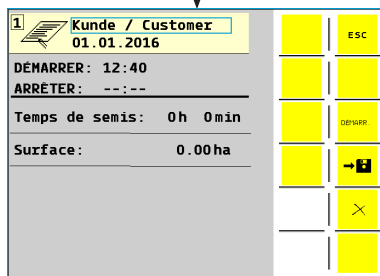 1
Kunde / Customer
01.01.2016
DÉMARRER: 12:40
ARRÊTER: --:--
Temps de semis: 0h 0min
Surface: 0.00ha
ESC
DÉMARR.